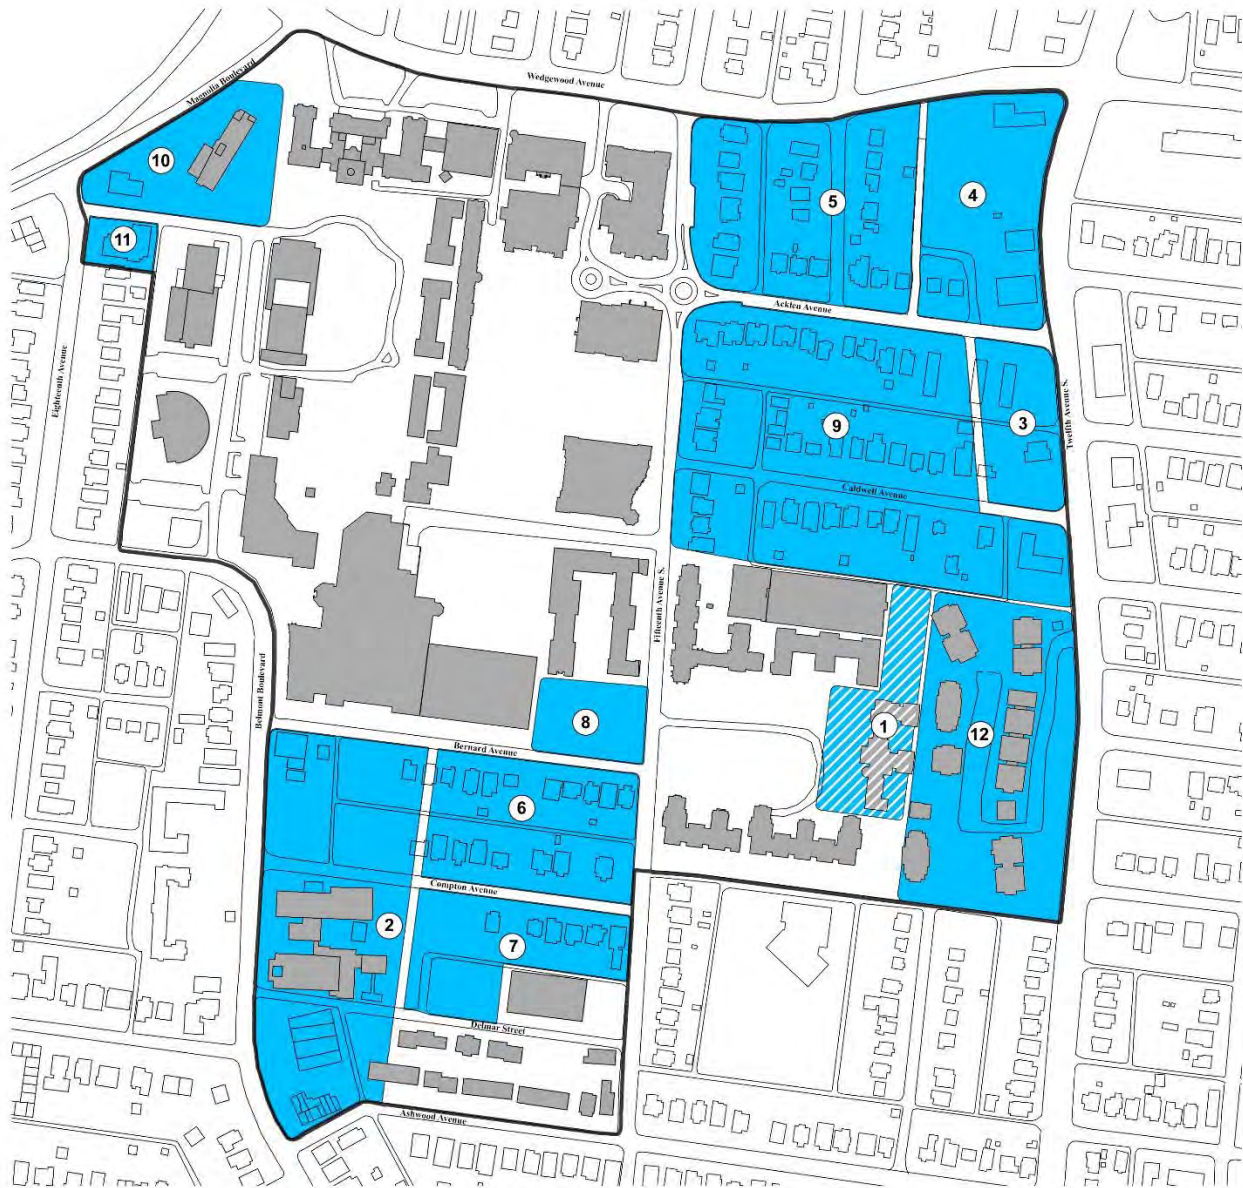 Wedgewood Avenue
Magnolia Boulevard
10
5
4
11
Acklen Avenue
Eighteenth Avenue
Twelfth Avenue S.
3
9
Caldwell Avenue
Fifteenth Avenue S.
Belmont Boulevard
8
1
12
Bernard Avenue
6
Compton Avenue
2
7
Delmar Street
Ashwood Avenue